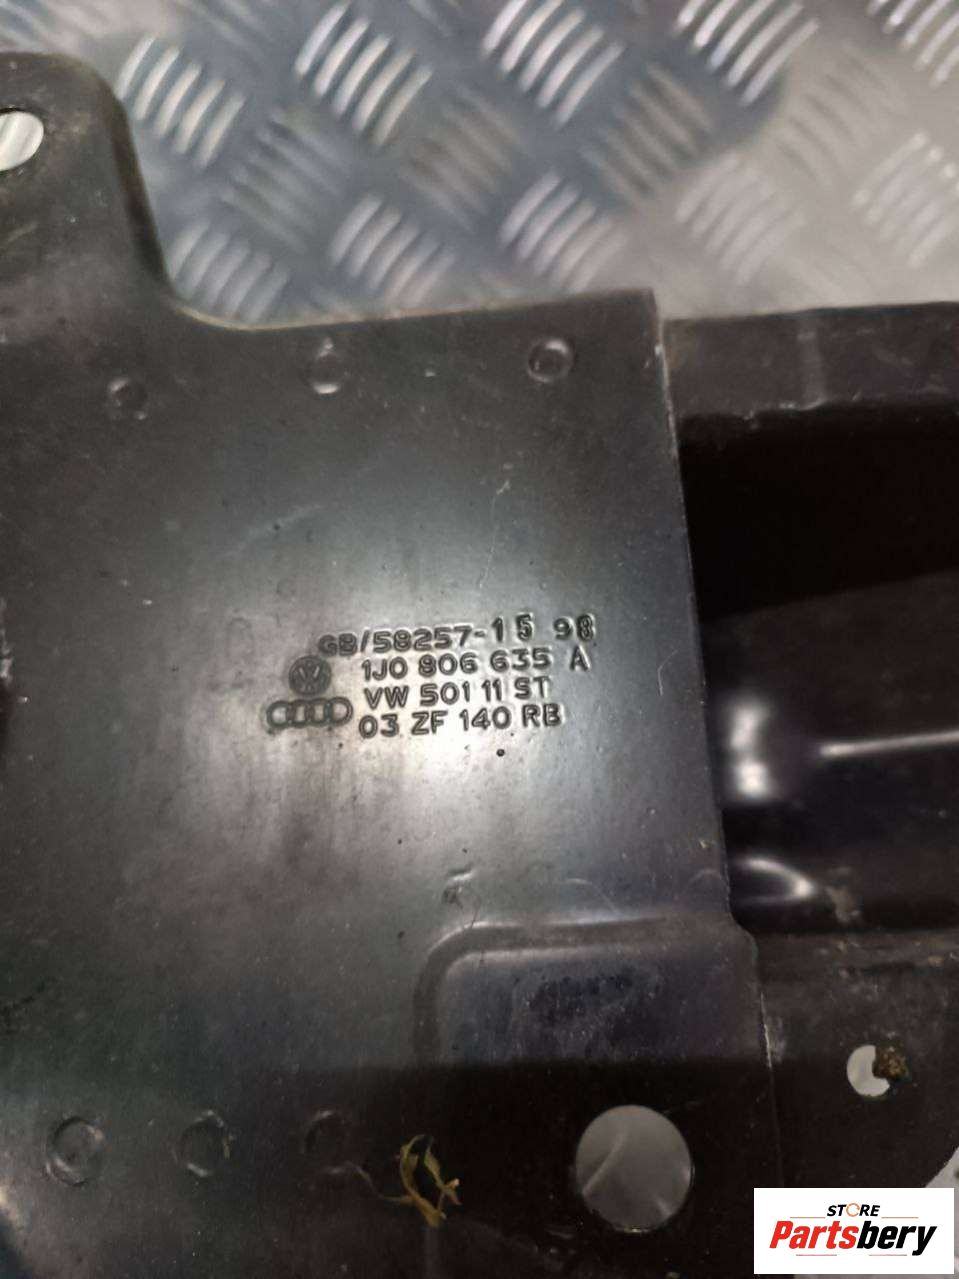 GB/58257-15 98
1J0 806 635 A
VW 501 11 ST
03 ZF 140 RB
STORE
Partsbery